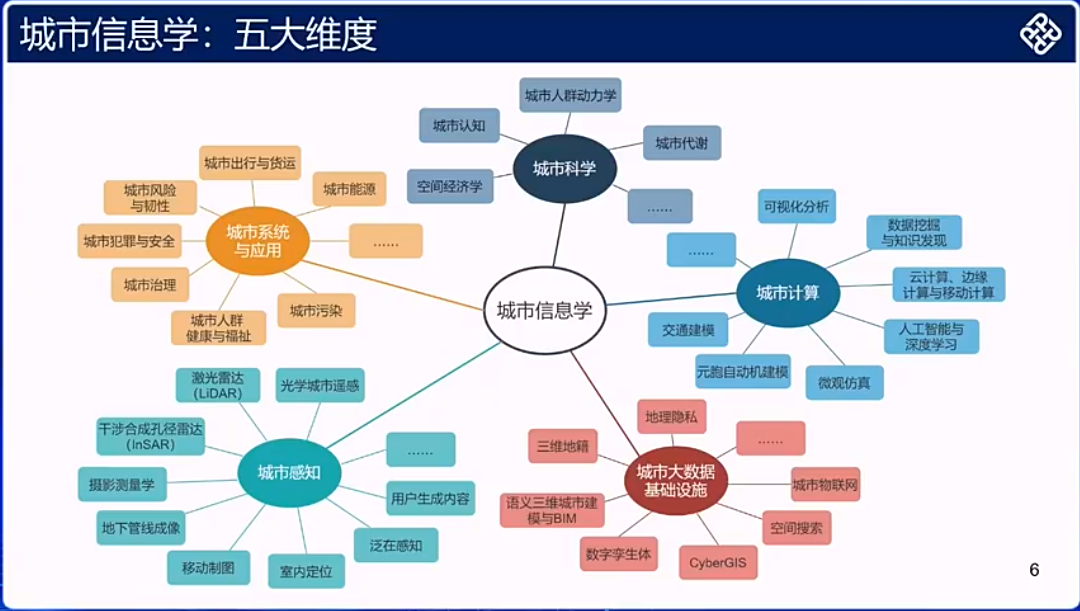 城市信息学：五大维度
城市人群动力学
城市认知
城市代谢
空间经济学
城市科学
......
城市出行与货运
城市风险
与韧性
城市能源
城市犯罪与安全
城市系统
与应用
......
城市治理
城市人群
健康与福祉
城市污染
可视化分析
数据挖掘
与知识发现
......
云计算、边缘
计算与移动计算
城市计算
交通建模
人工智能与
深度学习
元胞自动机建模
微观仿真
城市信息学
激光雷达
(LiDAR)
光学城市遥感
干涉合成孔径雷达
(InSAR)
......
城市感知
摄影测量学
用户生成内容
地下管线成像
泛在感知
移动制图
室内定位
地理隐私
三维地籍
......
城市大数据
基础设施
城市物联网
语义三维城市建
模与BIM
空间搜索
数字孪生体
CyberGIS
6